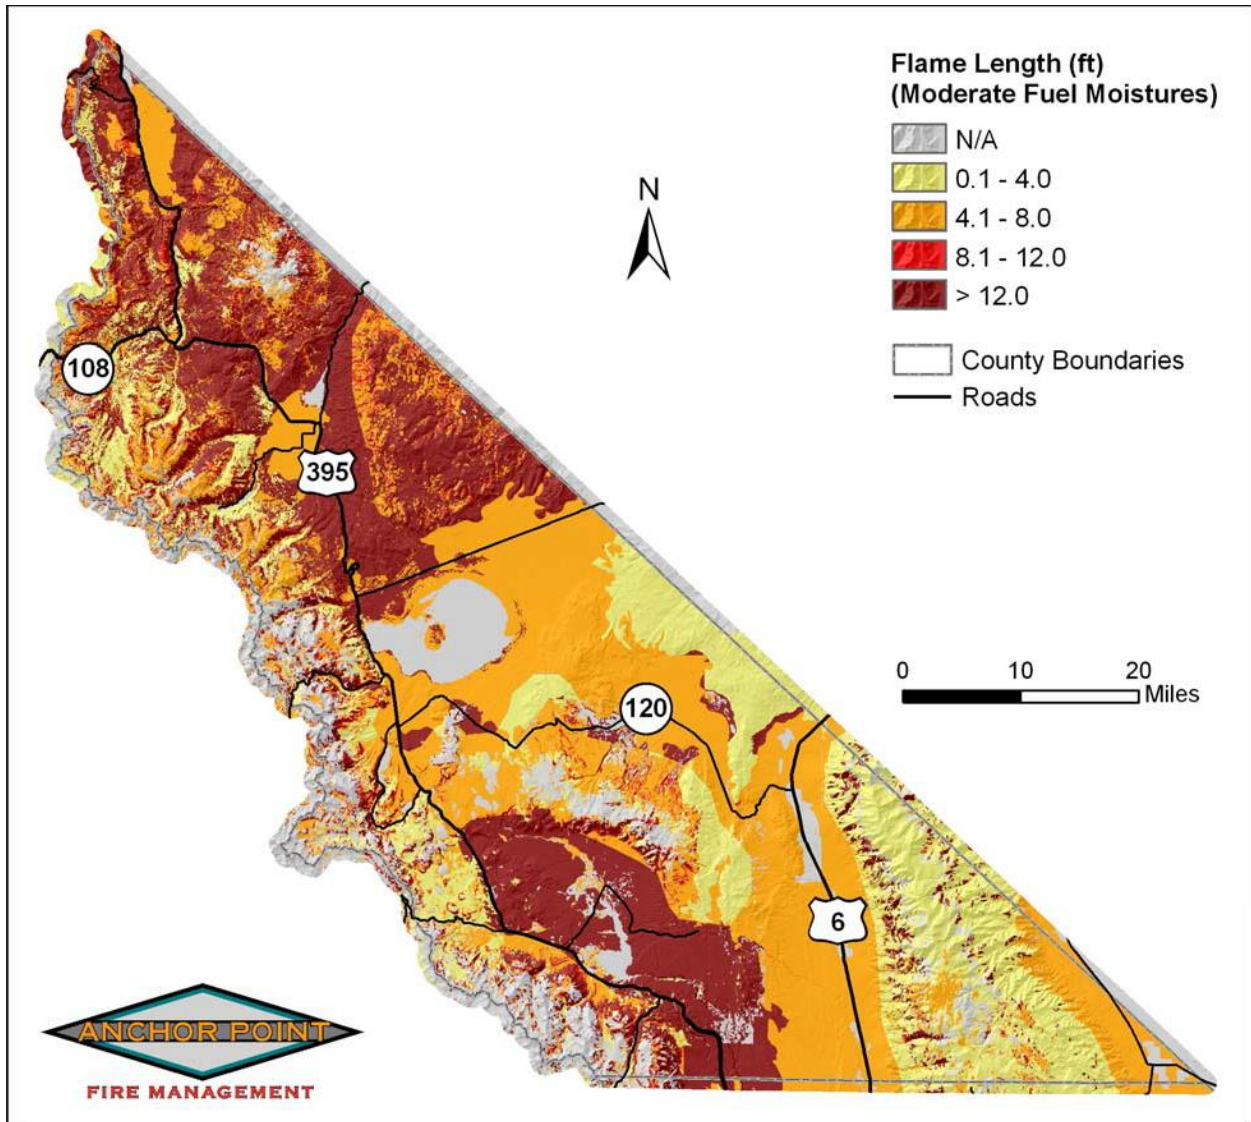 Flame Length (ft)
(Moderate Fuel Moistures)
N/A
0.1 - 4.0
4.1 - 8.0
8.1 - 12.0
> 12.0
County Boundaries
Roads
N
108
395
120
6
0 10 20
Miles
ANCHOR POINT
FIRE MANAGEMENT